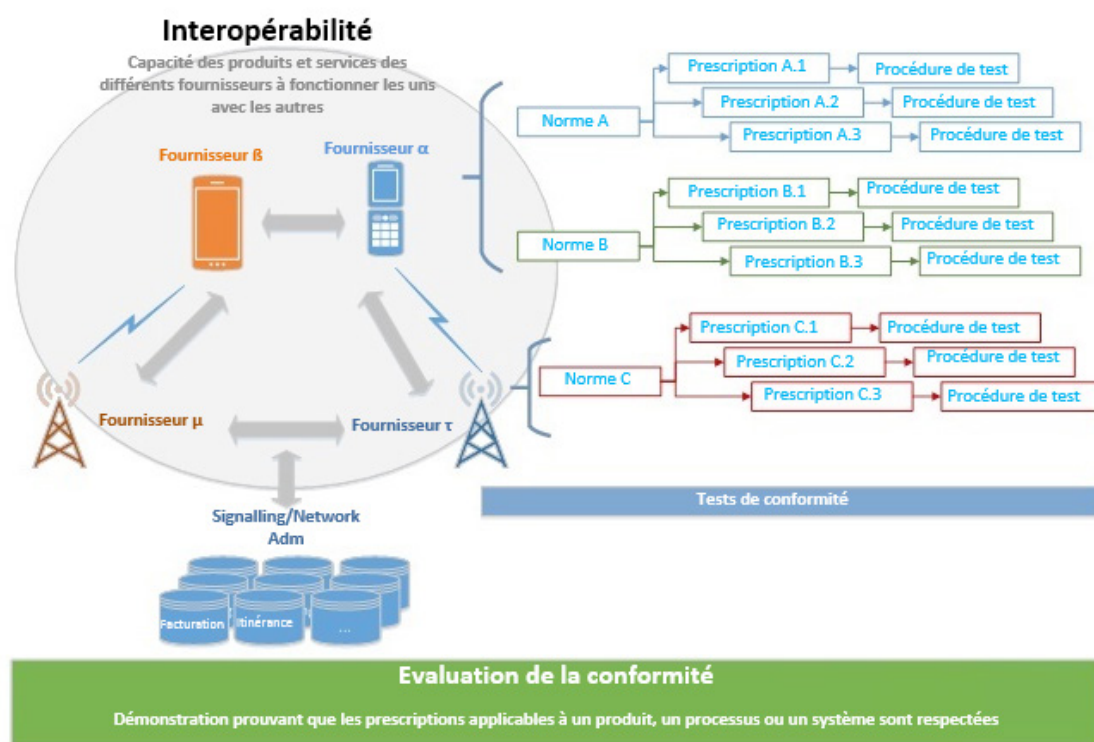 Interopérabilité
Capacité des produits et services des
différents fournisseurs à fonctionner les uns
avec les autres
Fournisseur ß
Fournisseur α
Fournisseur µ
Fournisseur τ
Signalling/Network
Adm
Facturation
Itinérance
...
Norme A
Prescription A.1
Procédure de test
Prescription A.2
Procédure de test
Prescription A.3
Procédure de test
Norme B
Prescription B.1
Procédure de test
Prescription B.2
Procédure de test
Prescription B.3
Procédure de test
Norme C
Prescription C.1
Procédure de test
Prescription C.2
Procédure de test
Prescription C.3
Procédure de test
Tests de conformité
Evaluation de la conformité
Démonstration prouvant que les prescriptions applicables à un produit, un processus ou un système sont respectées